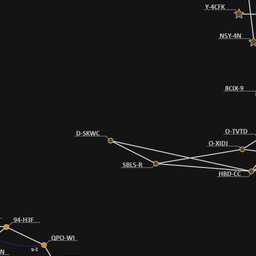 Y-4CFK
N5Y-4N
8CIX-9
O-TVTD
D-SKWC
O-XIDJ
SBL5-R
HBD-CC
94-H3F
QPO-WI